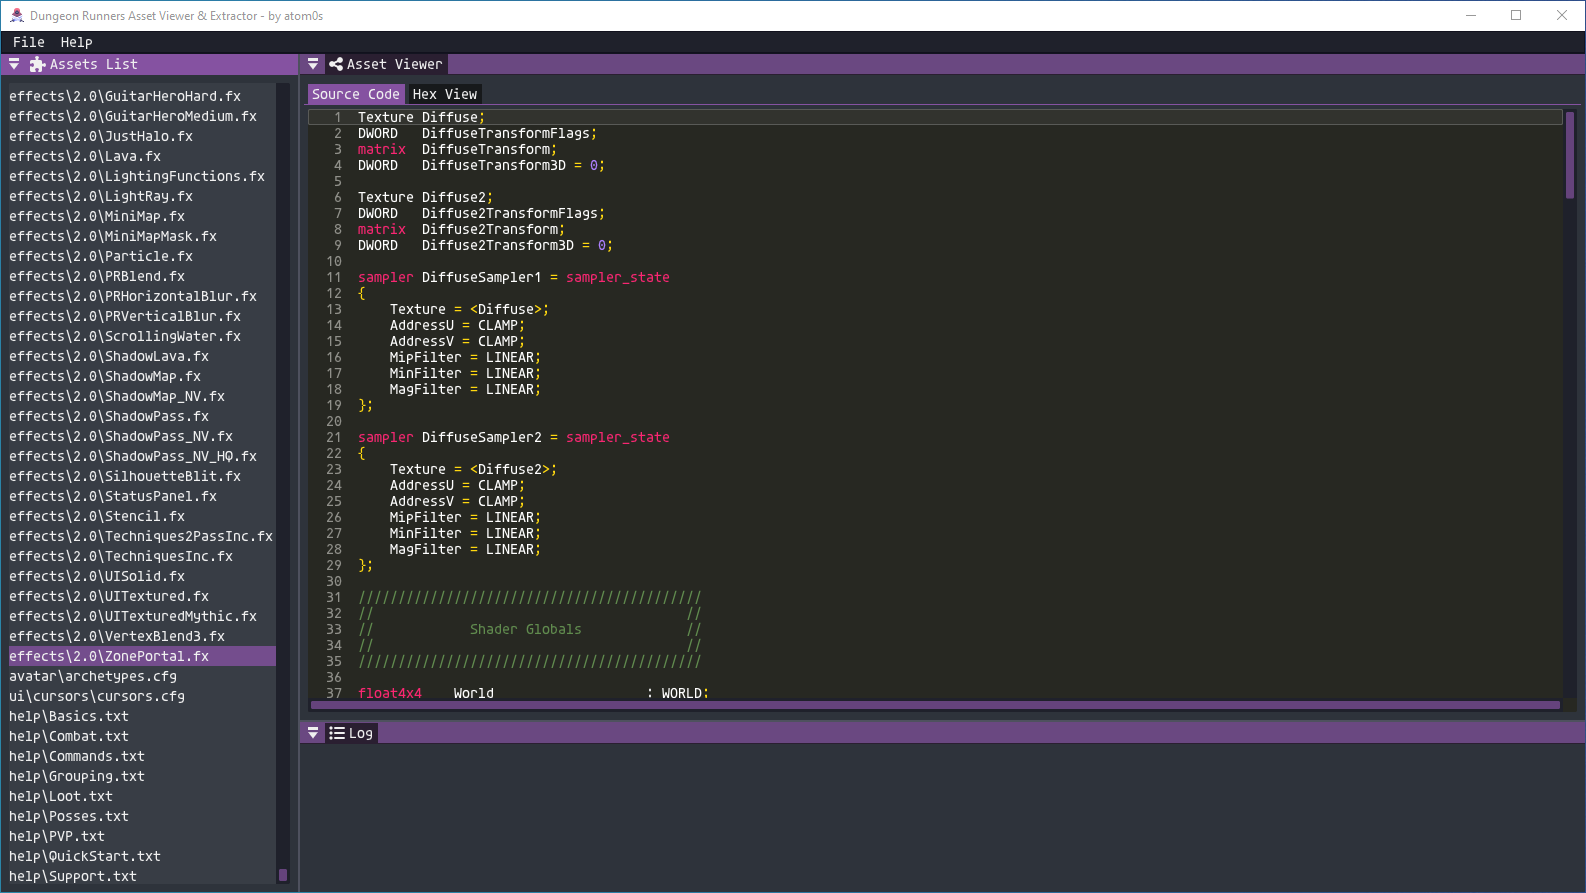 Dungeon Runners Asset Viewer & Extractor - by atom0s
File Help
Assets List
effects\2.0\GuitarHeroHard.fx
effects\2.0\GuitarHeroMedium.fx
effects\2.0\JustHalo.fx
effects\2.0\Lava.fx
effects\2.0\LightingFunctions.fx
effects\2.0\LightRay.fx
effects\2.0\MiniMap.fx
effects\2.0\MiniMapMask.fx
effects\2.0\Particle.fx
effects\2.0\PRBlend.fx
effects\2.0\PRHorizontalBlur.fx
effects\2.0\PRVerticalBlur.fx
effects\2.0\ScrollingWater.fx
effects\2.0\ShadowLava.fx
effects\2.0\ShadowMap.fx
effects\2.0\ShadowMap_NV.fx
effects\2.0\ShadowPass.fx
effects\2.0\ShadowPass_NV.fx
effects\2.0\ShadowPass_NV_HQ.fx
effects\2.0\SilhouetteBlit.fx
effects\2.0\StatusPanel.fx
effects\2.0\Stencil.fx
effects\2.0\Techniques2PassInc.fx
effects\2.0\TechniquesInc.fx
effects\2.0\UISolid.fx
effects\2.0\UITextured.fx
effects\2.0\UITexturedMythic.fx
effects\2.0\VertexBlend3.fx
effects\2.0\ZonePortal.fx
avatar\archetypes.cfg
ui\cursors\cursors.cfg
help\Basics.txt
help\Combat.txt
help\Commands.txt
help\Grouping.txt
help\Loot.txt
help\Posses.txt
help\PVP.txt
help\QuickStart.txt
help\Support.txt
Asset Viewer
Source Code Hex View
1 Texture Diffuse;
2 DWORD   DiffuseTransformFlags;
3 matrix  DiffuseTransform;
4 DWORD   DiffuseTransform3D = 0;
5
6 Texture Diffuse2;
7 DWORD   Diffuse2TransformFlags;
8 matrix  Diffuse2Transform;
9 DWORD   Diffuse2Transform3D = 0;
10
11 sampler DiffuseSampler1 = sampler_state
12 {
13     Texture = <Diffuse>;
14     AddressU = CLAMP;
15     AddressV = CLAMP;
16     MipFilter = LINEAR;
17     MinFilter = LINEAR;
18     MagFilter = LINEAR;
19 };
20
21 sampler DiffuseSampler2 = sampler_state
22 {
23     Texture = <Diffuse2>;
24     AddressU = CLAMP;
25     AddressV = CLAMP;
26     MipFilter = LINEAR;
27     MinFilter = LINEAR;
28     MagFilter = LINEAR;
29 };
30
31 ///////////////////////////////////////////
32 //                                       //
33 //            Shader Globals             //
34 //                                       //
35 ///////////////////////////////////////////
36
37 float4x4    World                   : WORLD;
Log